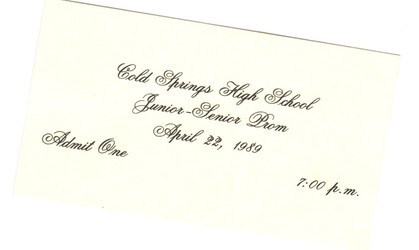 Cold Springs High School
Junior-Senior Prom
April 22, 1989
Admit One
7:00 p.m.